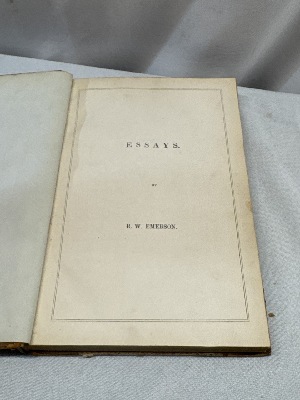 ESSAYS.
BY
R. W. EMERSON.